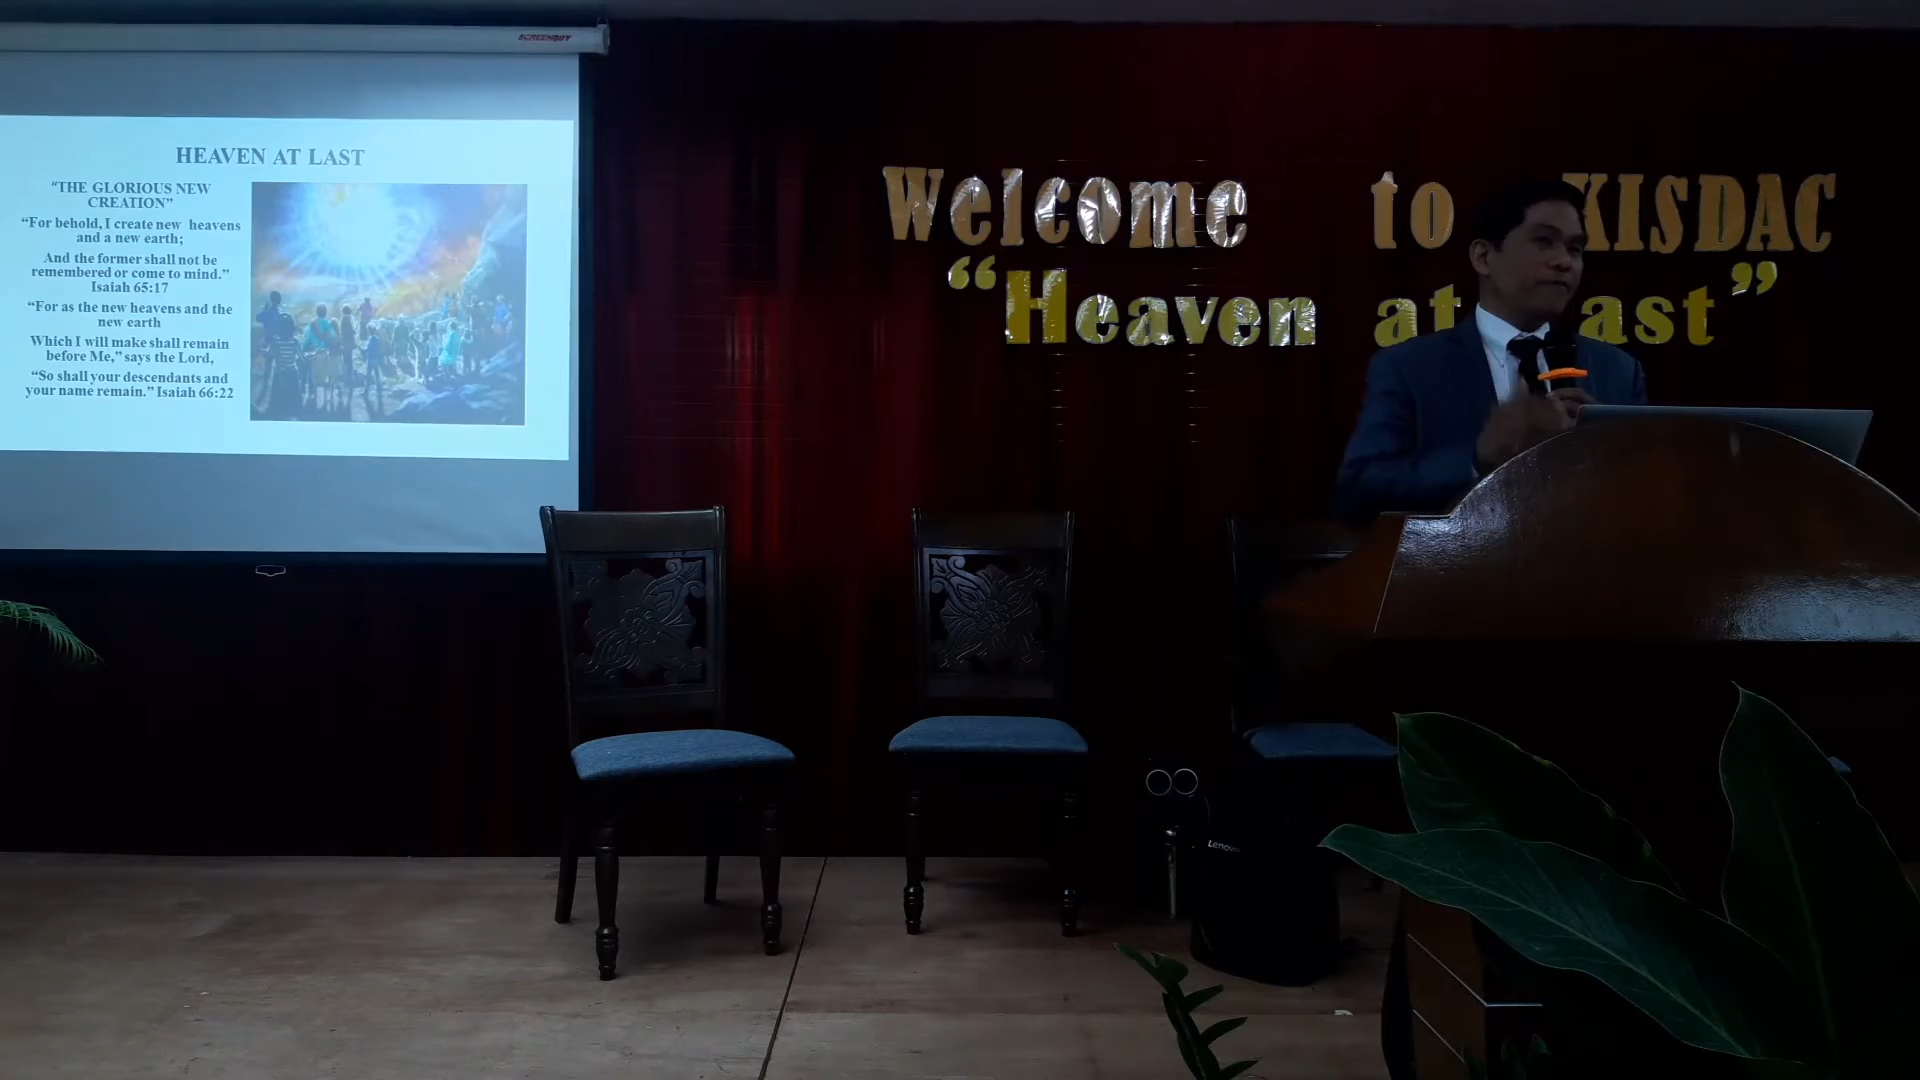 SCREENBOY
HEAVEN AT LAST
“THE GLORIOUS NEW
CREATION”
“For behold, I create new heavens
and a new earth;
And the former shall not be
remembered or come to mind.”
Isaiah 65:17
“For as the new heavens and the
new earth
Which I will make shall remain
before Me,” says the Lord,
“So shall your descendants and
your name remain.” Isaiah 66:22
Welcome to KISDAC
“Heaven at ast”
Lenovo